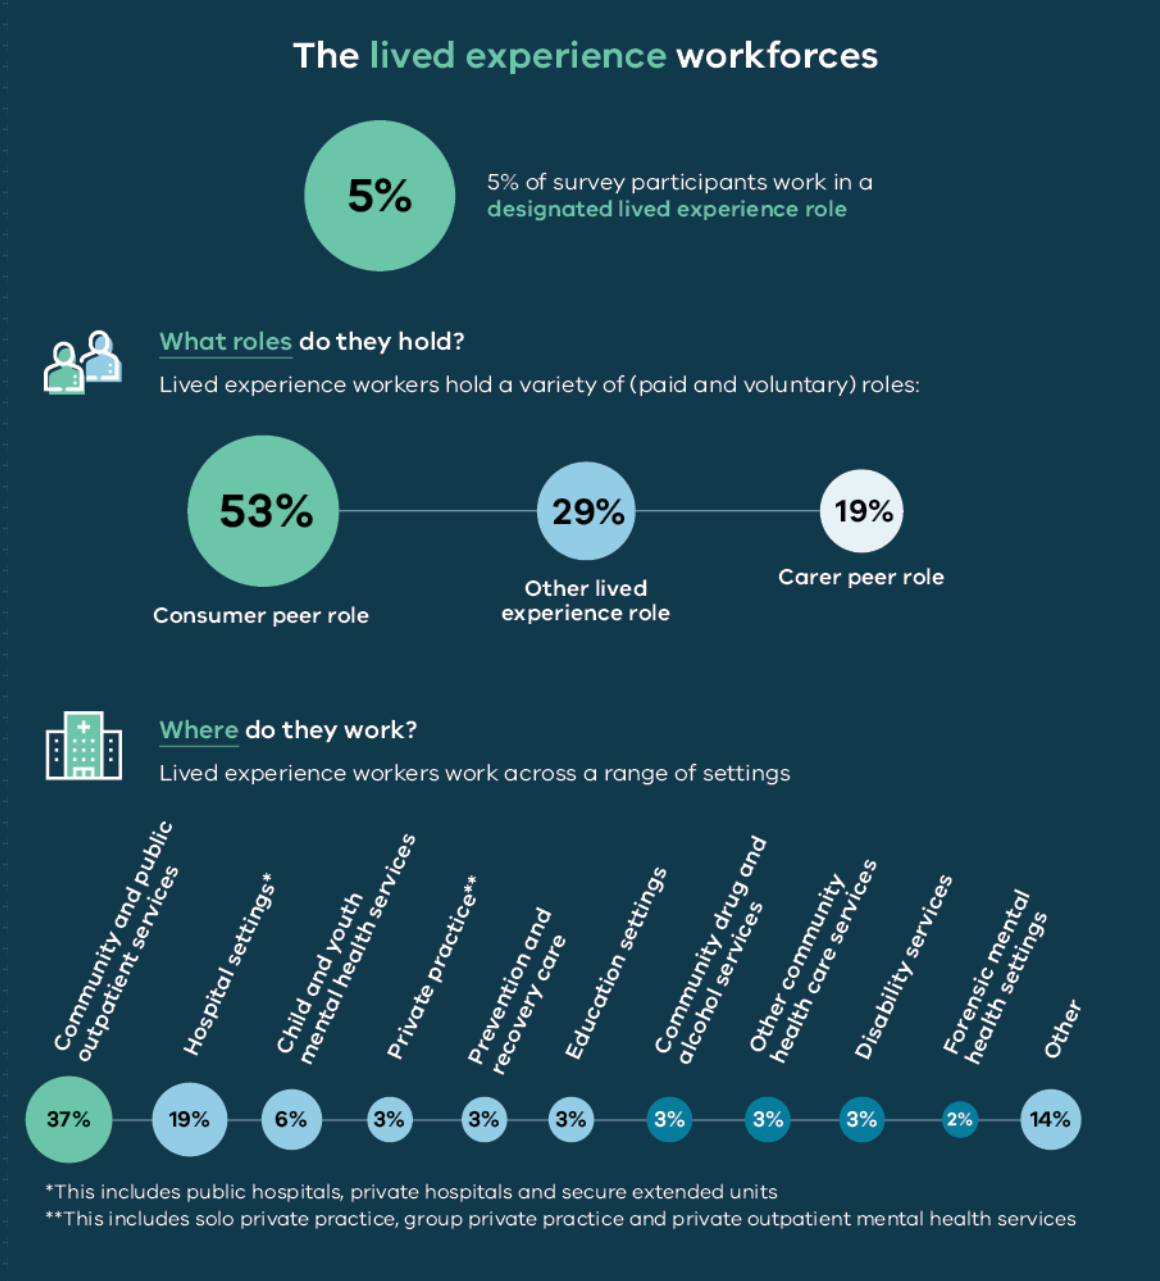 The lived experience workforces
5%
5% of survey participants work in a
designated lived experience role
What roles do they hold?
Lived experience workers hold a variety of (paid and voluntary) roles:
53%
29%
19%
Consumer peer role
Other lived
experience role
Carer peer role
Where do they work?
Lived experience workers work across a range of settings
Community and public
outpatient services
Hospital settings*
Child and youth
mental health services
Private practice**
Prevention and
recovery care
Education settings
Community drug and
alcohol services
Other community
health care services
Disability services
Forensic mental
health settings
Other
37%
19%
6%
3%
3%
3%
3%
3%
3%
2%
14%
*This includes public hospitals, private hospitals and secure extended units
**This includes solo private practice, group private practice and private outpatient mental health services